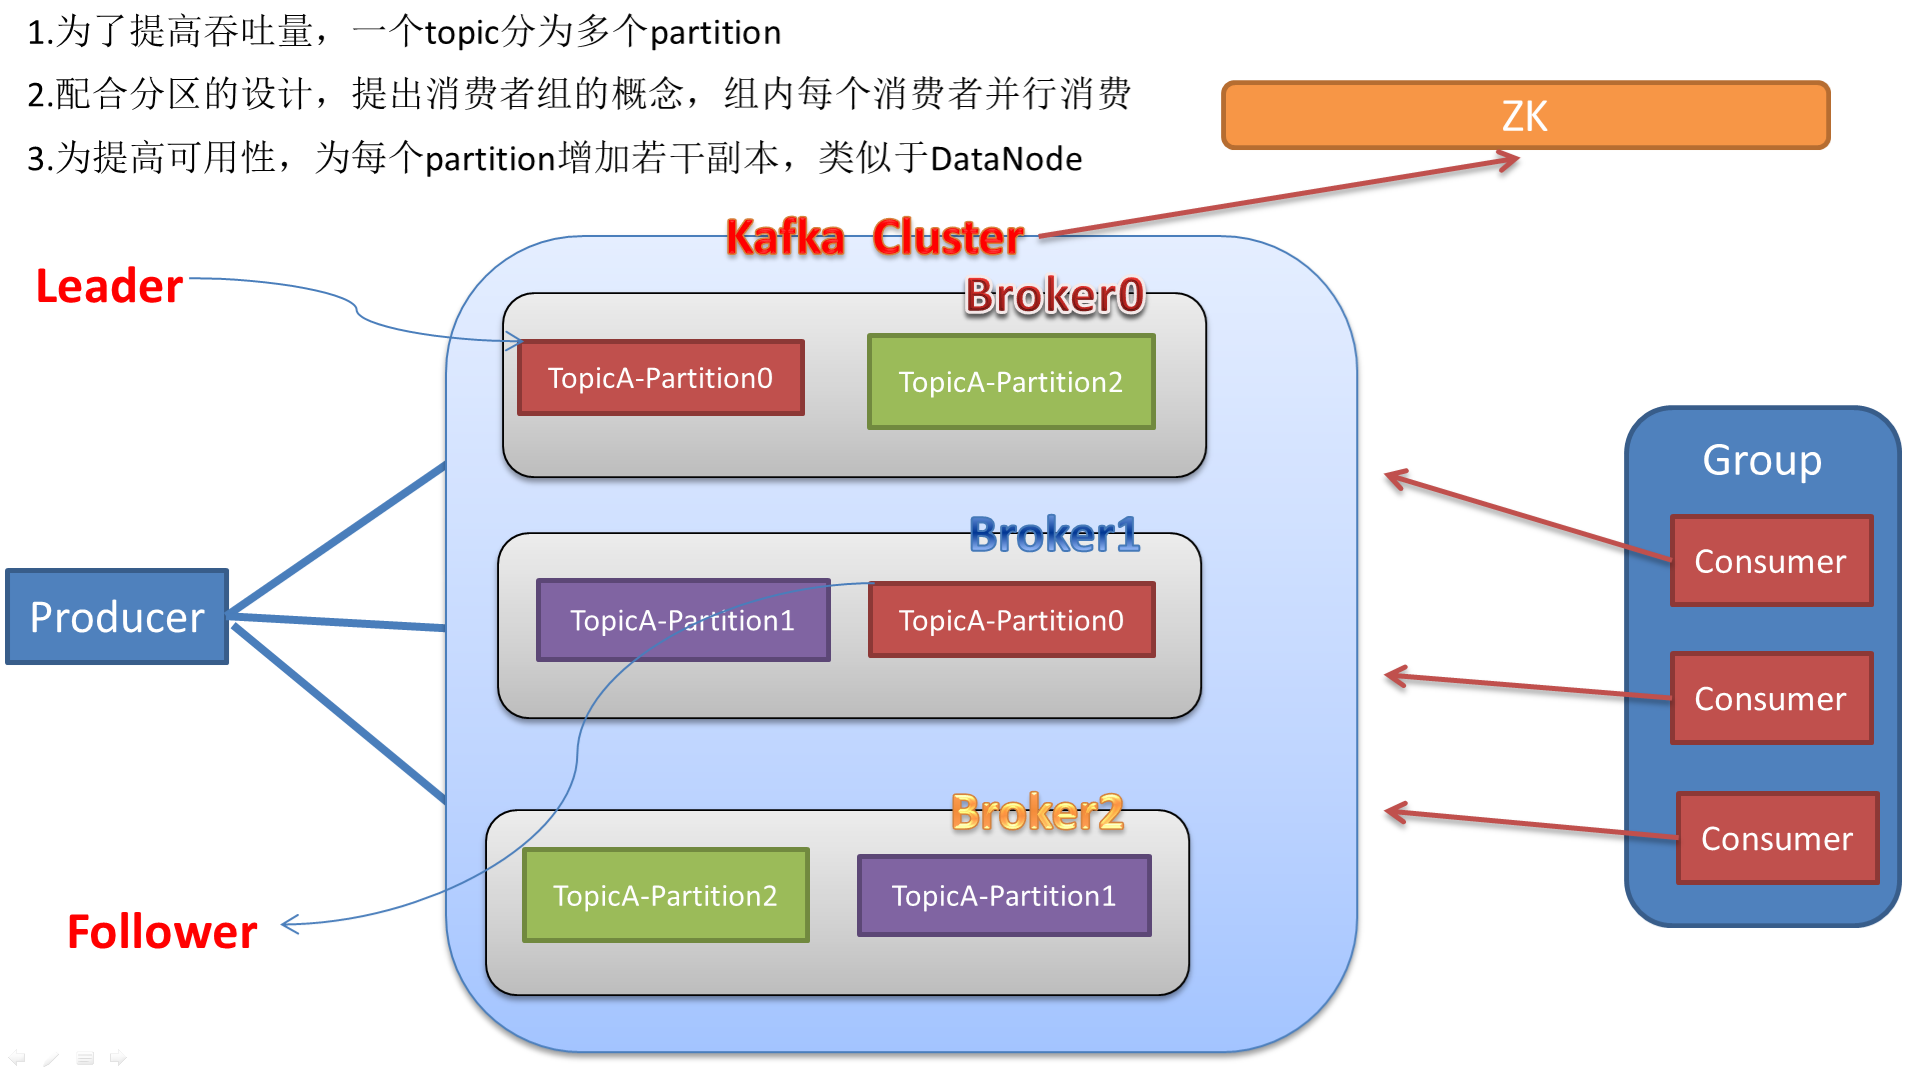 1.为了提高吞吐量，一个topic分为多个partition
2.配合分区的设计，提出消费者组的概念，组内每个消费者并行消费
3.为提高可用性，为每个partition增加若干副本，类似于DataNode
ZK
Kafka Cluster
Leader
Broker0
TopicA-Partition0
TopicA-Partition2
Group
Broker1
Consumer
Producer
TopicA-Partition1
TopicA-Partition0
Consumer
Broker2
Consumer
TopicA-Partition2
TopicA-Partition1
Follower